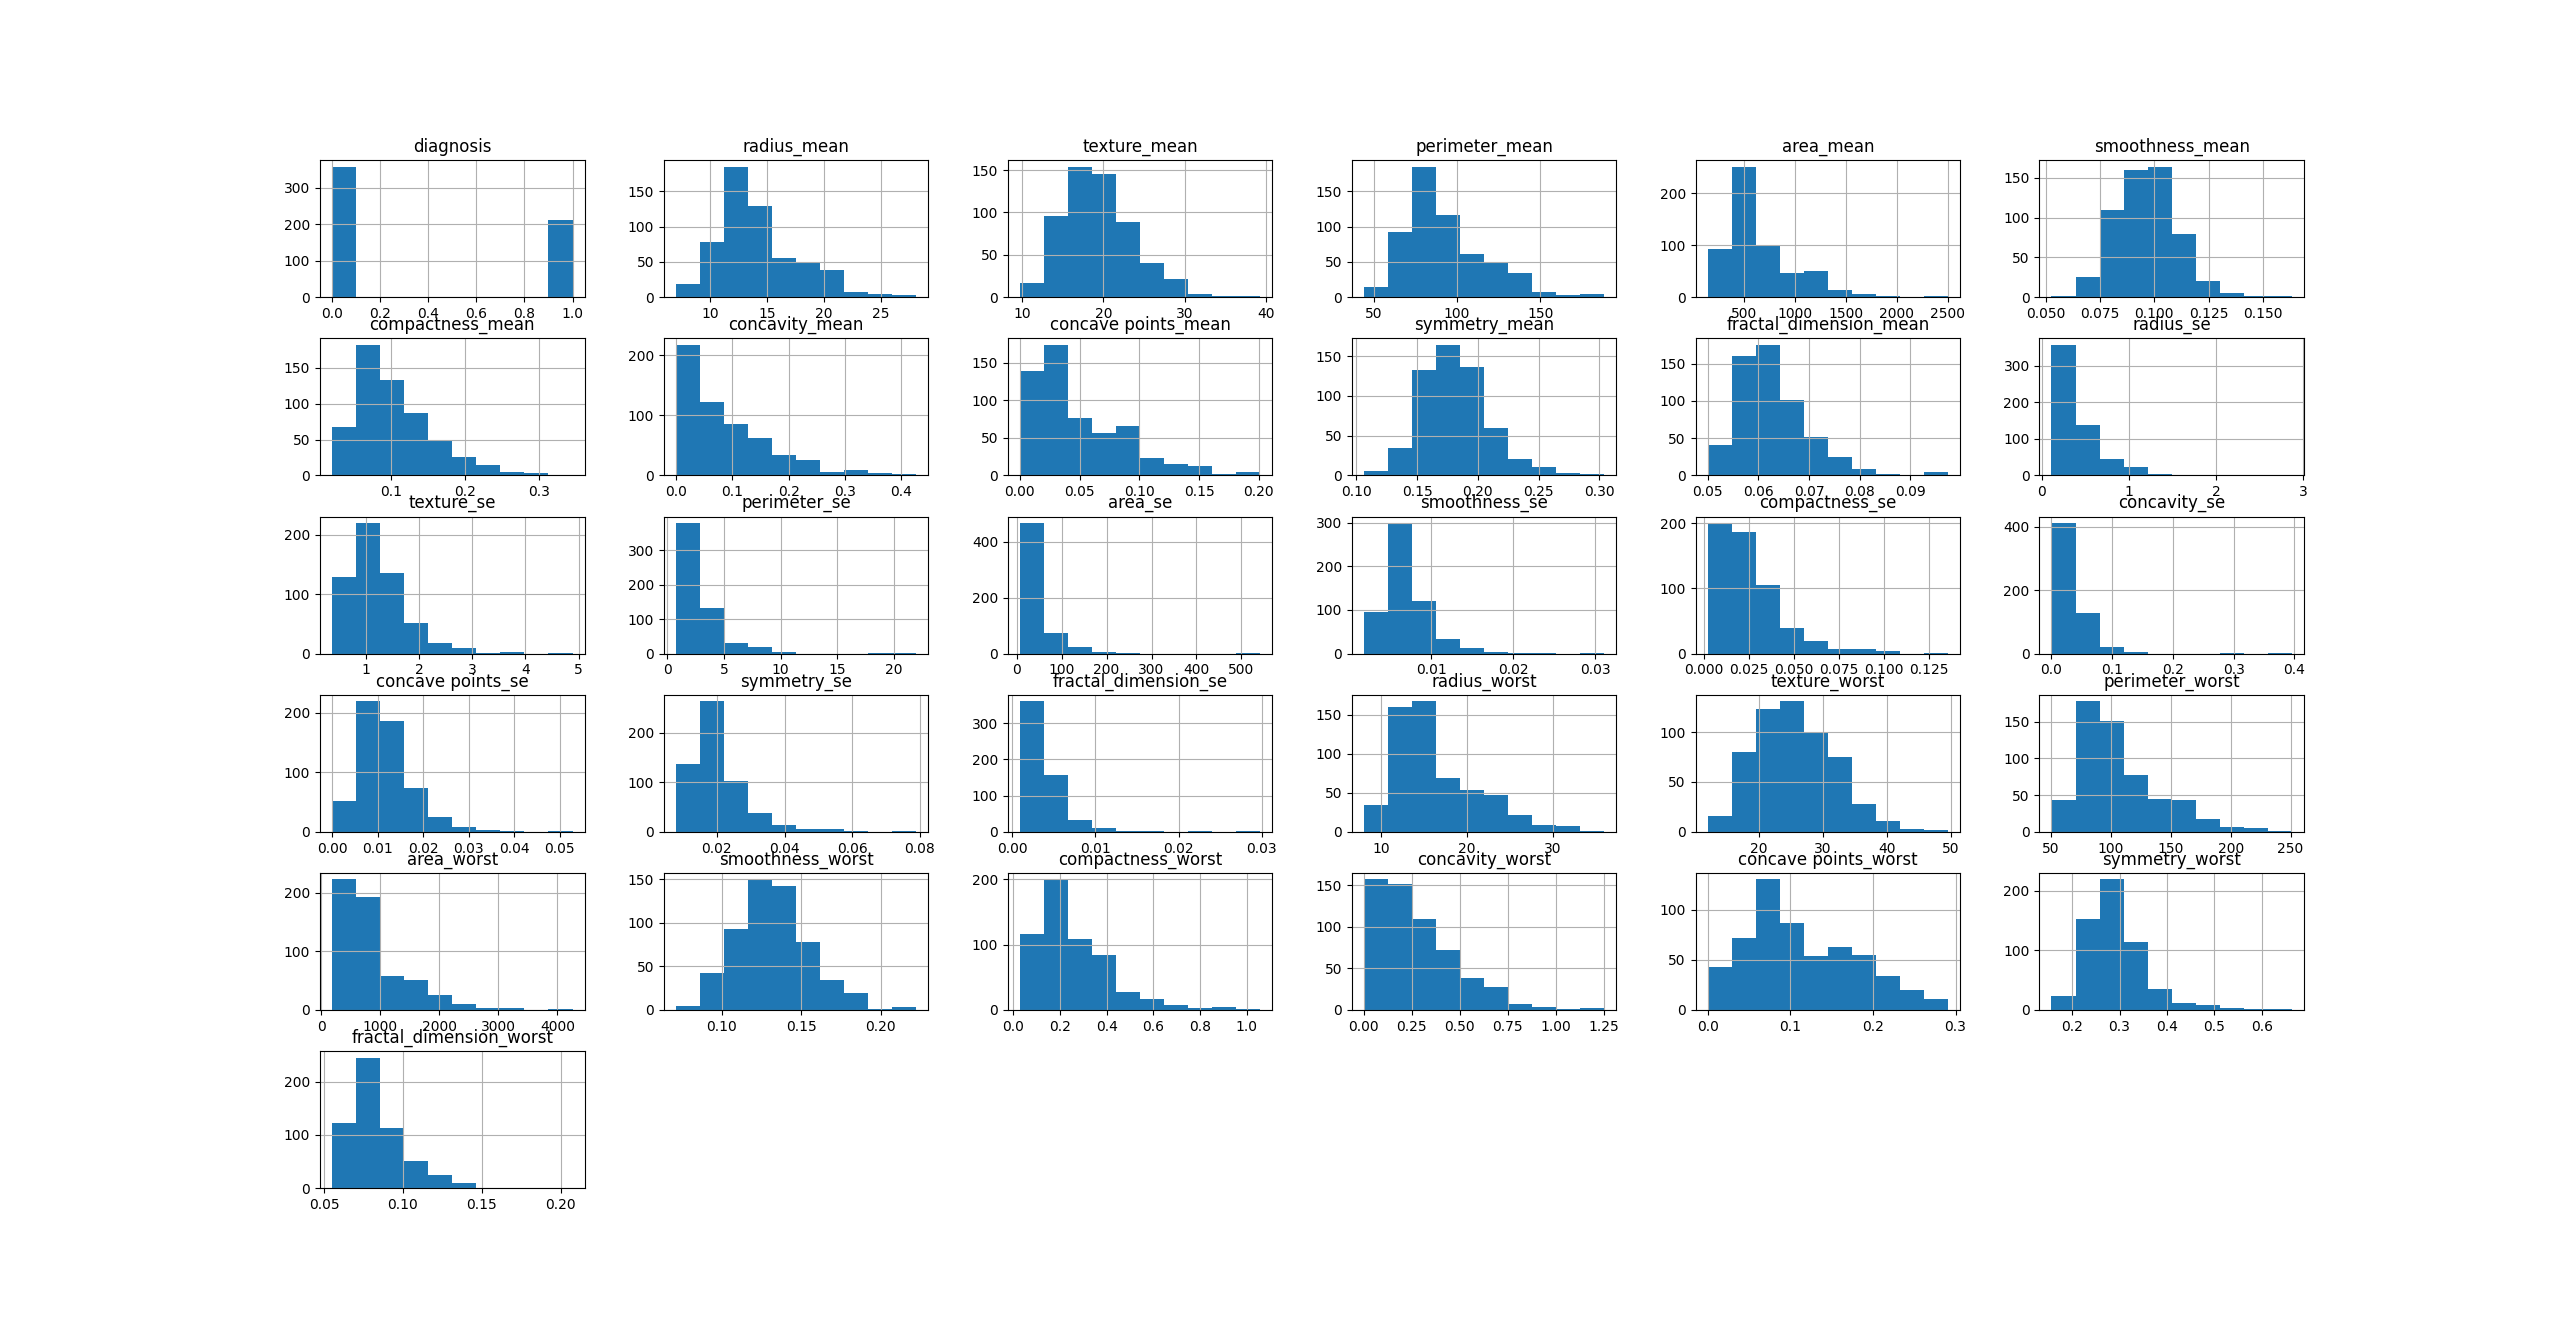 diagnosis
300
200
100
0
0.0 0.2 0.4 0.6 0.8 1.0
radius_mean
150
100
50
0
10 15 20 25
texture_mean
150
100
50
0
10 20 30 40
perimeter_mean
150
100
50
0
50 100 150
area_mean
200
100
0
500 1000 1500 2000 2500
smoothness_mean
150
100
50
0
0.050 0.075 0.100 0.125 0.150
compactness_mean
150
100
50
0
0.1 0.2 0.3
concavity_mean
200
100
0
0.0 0.1 0.2 0.3 0.4
concave points_mean
150
100
50
0
0.00 0.05 0.10 0.15 0.20
symmetry_mean
150
100
50
0
0.10 0.15 0.20 0.25 0.30
fractal_dimension_mean
150
100
50
0
0.05 0.06 0.07 0.08 0.09
radius_se
300
200
100
0
0 1 2 3
texture_se
200
100
0
1 2 3 4 5
perimeter_se
300
200
100
0
0 5 10 15 20
area_se
400
200
0
0 100 200 300 400 500
smoothness_se
300
200
100
0
0.01 0.02 0.03
compactness_se
200
100
0
0.000 0.025 0.050 0.075 0.100 0.125
concavity_se
400
200
0
0.0 0.1 0.2 0.3 0.4
concave points_se
200
100
0
0.00 0.01 0.02 0.03 0.04 0.05
symmetry_se
200
100
0
0.02 0.04 0.06 0.08
fractal_dimension_se
300
200
100
0
0.00 0.01 0.02 0.03
radius_worst
150
100
50
0
10 20 30
texture_worst
100
50
0
20 30 40 50
perimeter_worst
150
100
50
0
50 100 150 200 250
area_worst
200
100
0
0 1000 2000 3000 4000
smoothness_worst
150
100
50
0
0.10 0.15 0.20
compactness_worst
200
100
0
0.0 0.2 0.4 0.6 0.8 1.0
concavity_worst
150
100
50
0
0.00 0.25 0.50 0.75 1.00 1.25
concave points_worst
100
50
0
0.0 0.1 0.2 0.3
symmetry_worst
200
100
0
0.2 0.3 0.4 0.5 0.6
fractal_dimension_worst
200
100
0
0.05 0.10 0.15 0.20